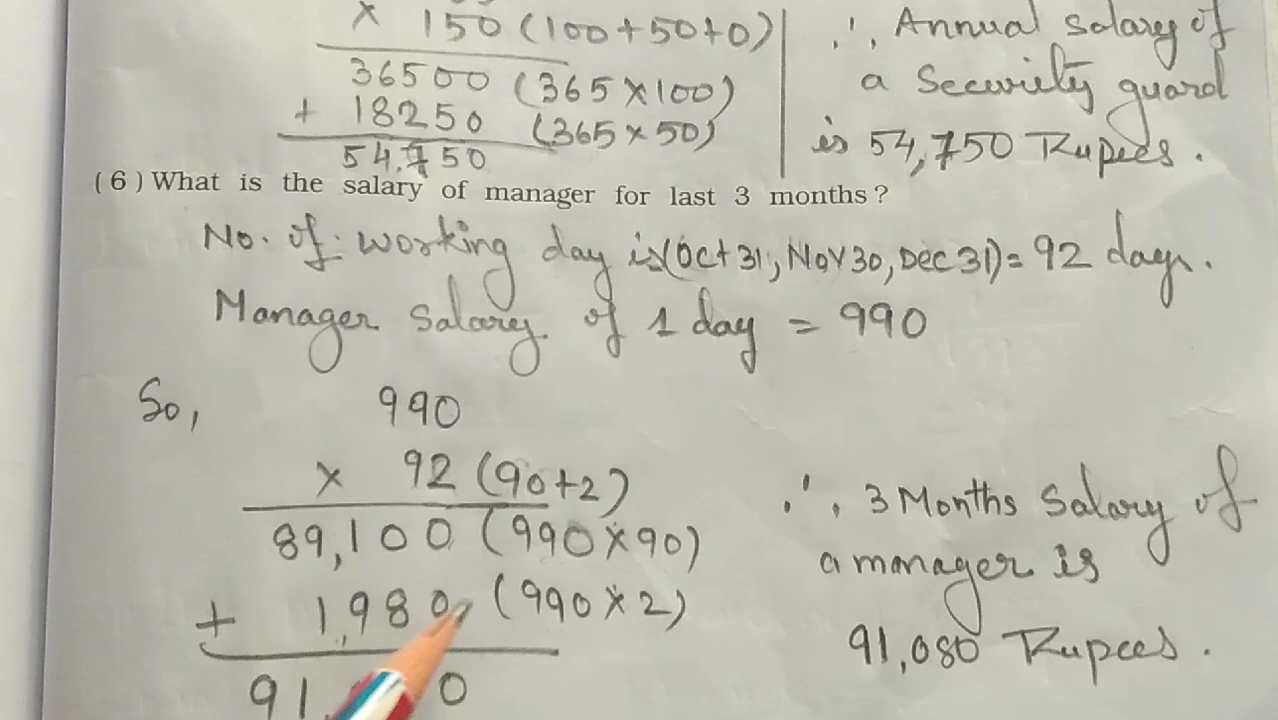 × 150 (100+50+0)
36500 (365×100)
+ 18250 (365×50)
54,750
∴ Annual Salary of
a Security guard
is 54,750 Rupees.
(6) What is the salary of manager for last 3 months?
No. of working day is (Oct 31, Nov 30, Dec 31) = 92 days.
Manager Salary of 1 day = 990
So, 990
× 92 (90+2)
89,100 (990×90)
+ 1,980 (990×2)
91, 0
∴ 3 Months Salary of
a manager is
91,080 Rupees.